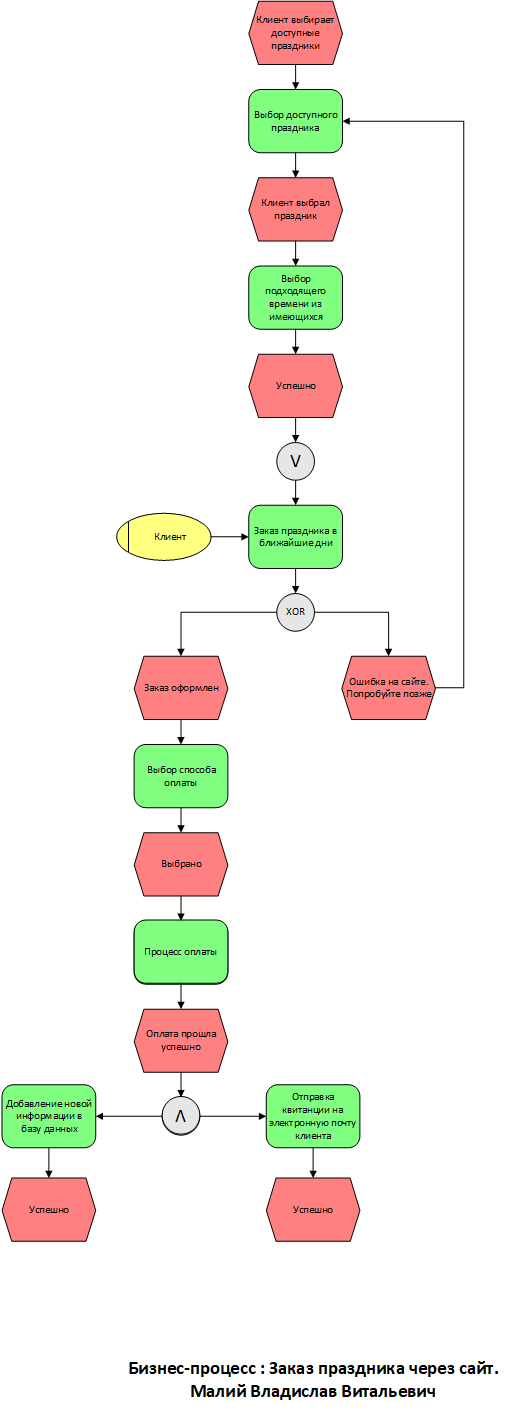 Клиент выбирает
доступные
праздники
Выбор доступного
праздника
Клиент выбрал
праздник
Выбор
подходящего
времени из
имеющихся
Успешно
V
Клиент
Заказ праздника в
ближайшие дни
XOR
Заказ оформлен
Ошибка на сайте.
Попробуйте позже
Выбор способа
оплаты
Выбрано
Процесс оплаты
Оплата прошла
успешно
Λ
Добавление новой
информации в
базу данных
Отправка
квитанции на
электронную почту
клиента
Успешно
Успешно
Бизнес-процесс : Заказ праздника через сайт.
Малий Владислав Витальевич